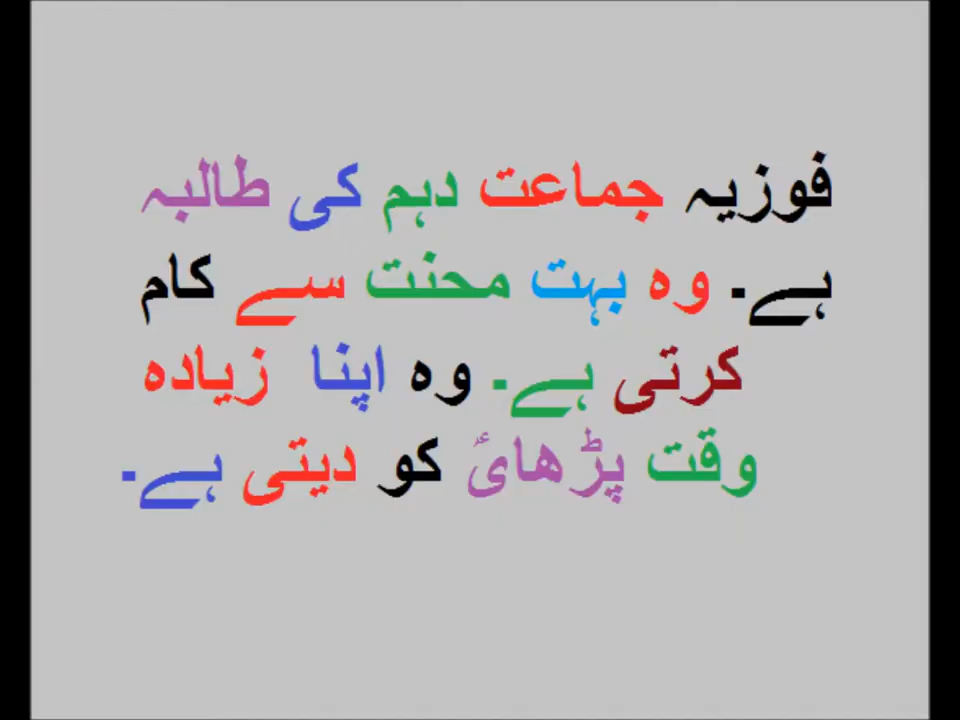 فوزیہ جماعت دہم کی طالبہ
ہے۔ وہ بہت محنت سے کام
کرتی ہے۔ وہ اپنا زیادہ
وقت پڑھائ ٔ کو دیتی ہے۔